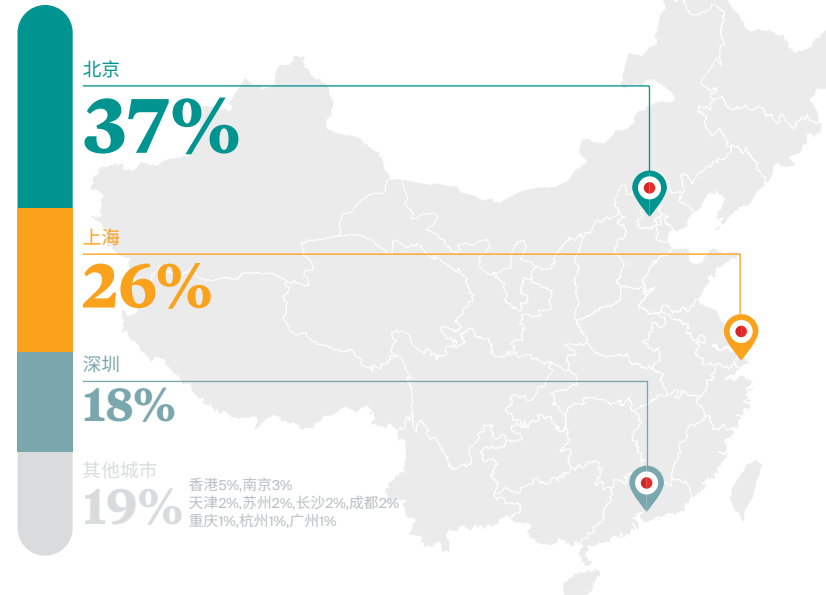 北京
37%
上海
26%
深圳
18%
其他城市
19%
香港5%,南京3%
天津2%,苏州2%,长沙2%,成都2%
重庆1%,杭州1%,广州1%